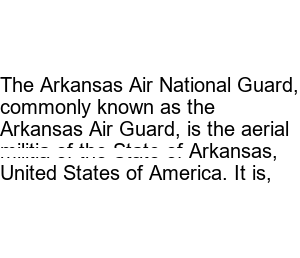 The Arkansas Air National Guard,
commonly known as the
Arkansas Air Guard, is the aerial
militia of the State of Arkansas,
United States of America. It is,